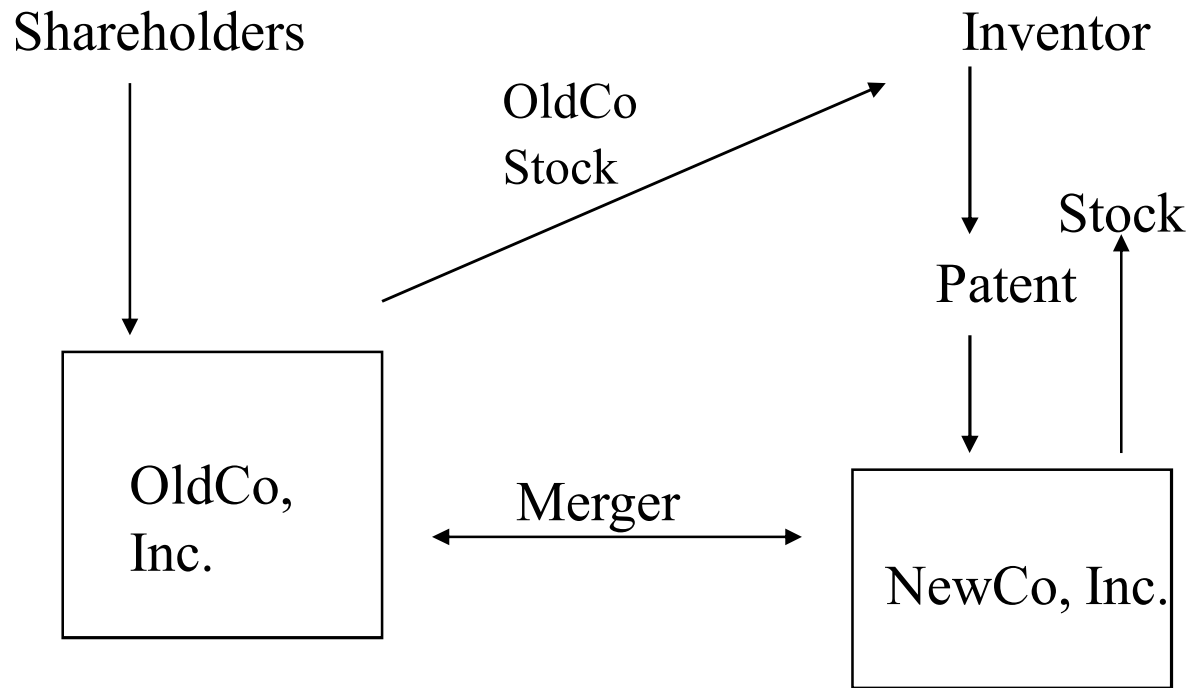 Shareholders
Inventor
OldCo
Stock
Stock
Patent
OldCo,
Inc.
Merger
NewCo, Inc.